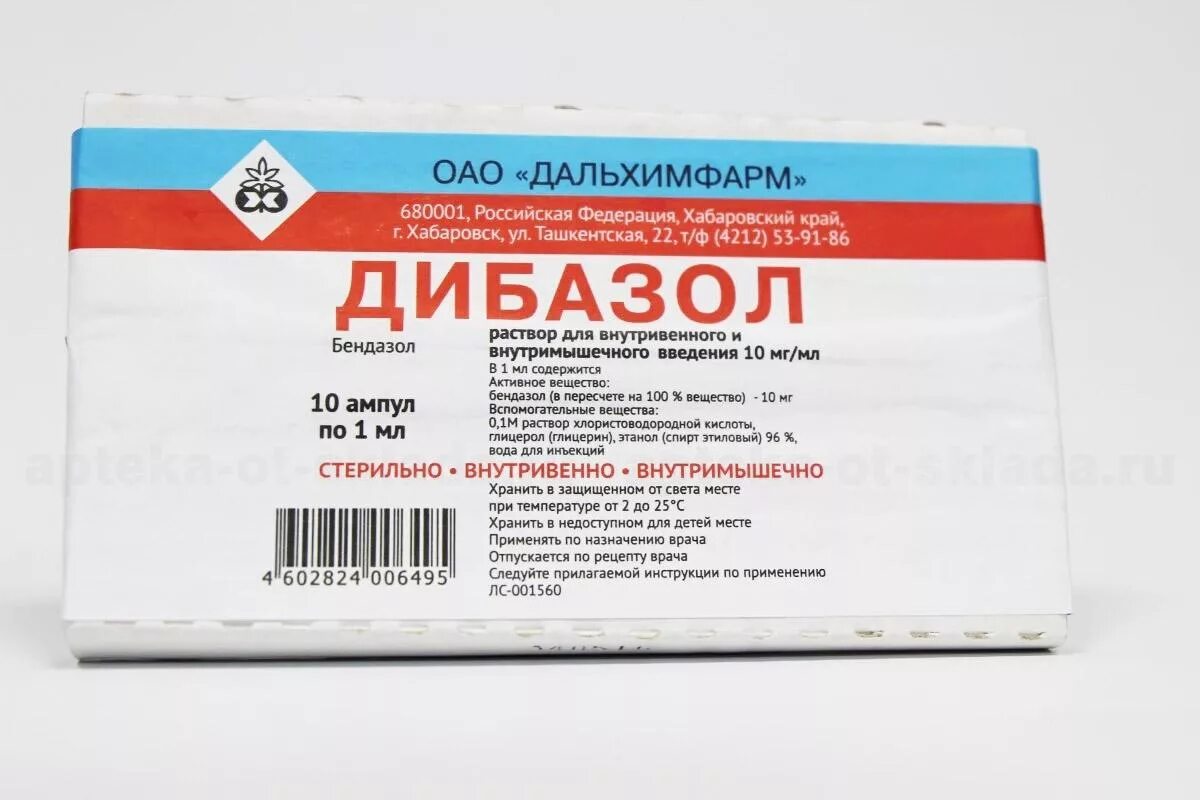 ОАО «ДАЛЬХИМФАРМ»
680001, Российская Федерация, Хабаровский край,
г. Хабаровск, ул. Ташкентская, 22, т/ф (4212) 53-91-86
ДИБАЗОЛ
Бендазол
раствор для внутривенного и
внутримышечного введения 10 мг/мл
В 1 мл содержится
Активное вещество:
бендазол (в пересчете на 100 % вещество) - 10 мг
Вспомогательные вещества:
0,1М раствор хлористоводородной кислоты,
глицерол (глицерин), этанол (спирт этиловый) 96 %,
вода для инъекций
10 ампул
по 1 мл
СТЕРИЛЬНО • ВНУТРИВЕННО • ВНУТРИМЫШЕЧНО
Хранить в защищенном от света месте
при температуре от 2 до 25°С
Хранить в недоступном для детей месте
Применять по назначению врача
Отпускается по рецепту врача
Следуйте прилагаемой инструкции по применению
ЛС-001560
4 602824 006495
apteka-ot-sklada.ru